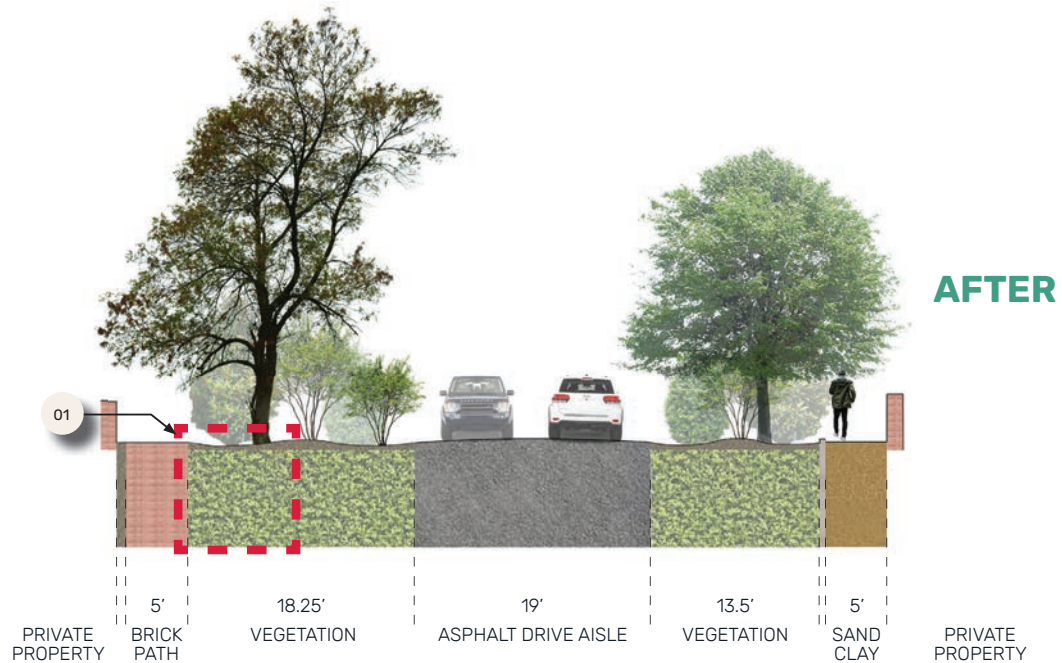 AFTER
01
5’
18.25’
19’
13.5’
5’
PRIVATE PROPERTY
BRICK PATH
VEGETATION
ASPHALT DRIVE AISLE
VEGETATION
SAND CLAY
PRIVATE PROPERTY